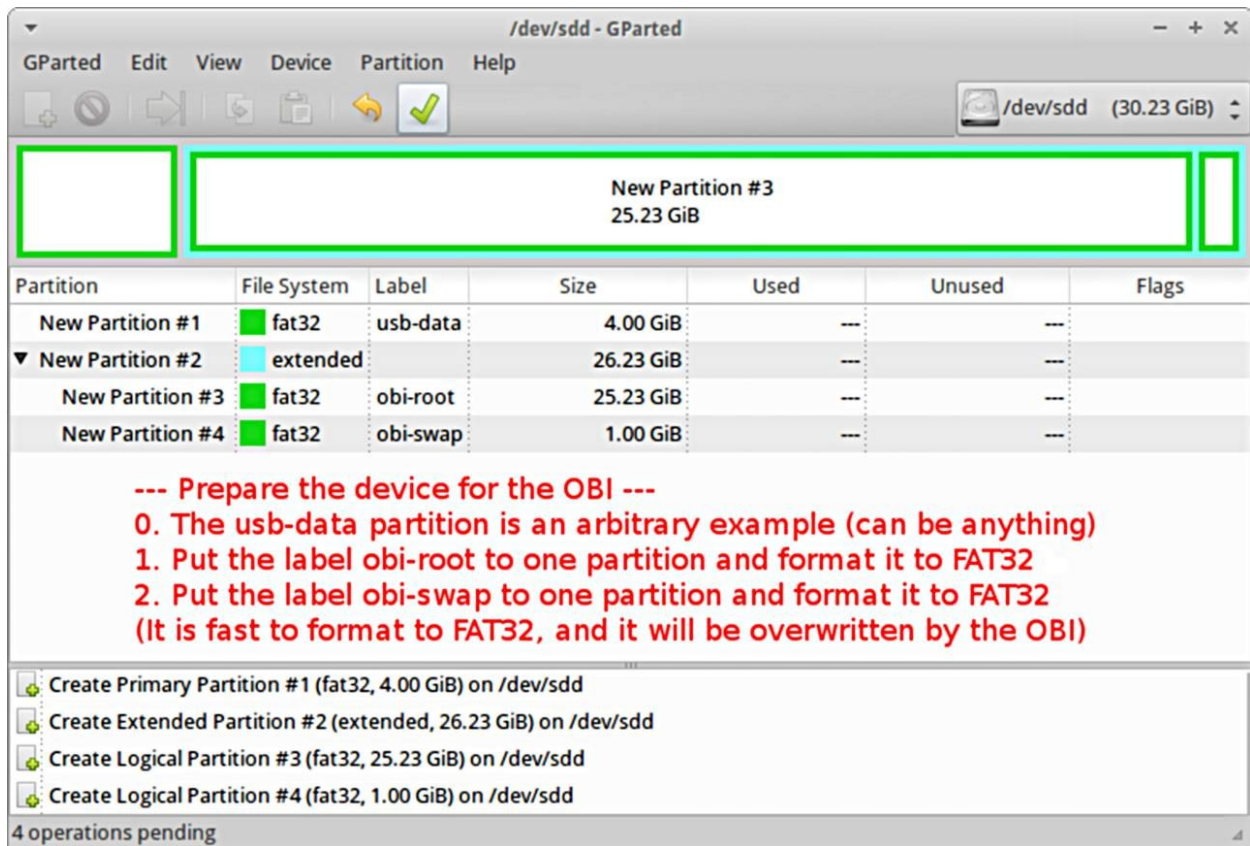 /dev/sdd - GParted
GParted Edit View Device Partition Help
/dev/sdd (30.23 GiB)
New Partition #3
25.23 GiB
Partition File System Label Size Used Unused Flags
New Partition #1 fat32 usb-data 4.00 GiB --- ---
New Partition #2 extended 26.23 GiB --- ---
New Partition #3 fat32 obi-root 25.23 GiB --- ---
New Partition #4 fat32 obi-swap 1.00 GiB --- ---
--- Prepare the device for the OBI ---
0. The usb-data partition is an arbitrary example (can be anything)
1. Put the label obi-root to one partition and format it to FAT32
2. Put the label obi-swap to one partition and format it to FAT32
(It is fast to format to FAT32, and it will be overwritten by the OBI)
Create Primary Partition #1 (fat32, 4.00 GiB) on /dev/sdd
Create Extended Partition #2 (extended, 26.23 GiB) on /dev/sdd
Create Logical Partition #3 (fat32, 25.23 GiB) on /dev/sdd
Create Logical Partition #4 (fat32, 1.00 GiB) on /dev/sdd
4 operations pending